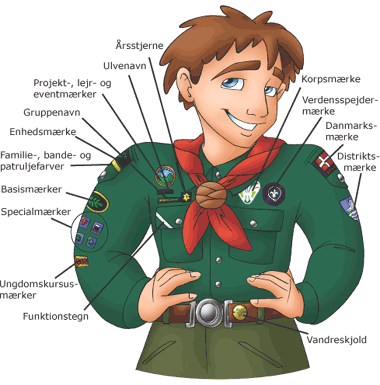 Årsstjerne
Ulvenavn
Projekt-, lejr- og
eventmærker
Gruppenavn
Enhedsmærke
Familie-, bande- og
patruljefarver
Basismærker
Specialmærker
Ungdomskursus-
mærker
Funktionstegn
Korpsmærke
Verdensspejder-
mærke
Danmarks-
mærke
Distrikts-
mærke
Vandreskjold